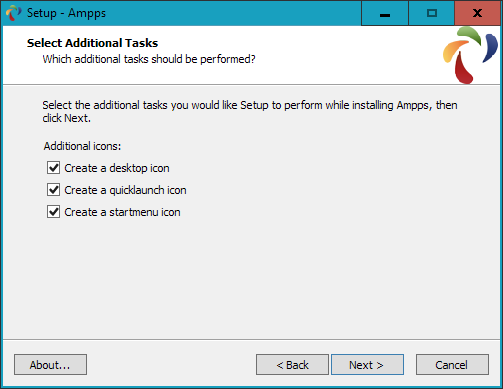 Setup - Ampps
Select Additional Tasks
Which additional tasks should be performed?
Select the additional tasks you would like Setup to perform while installing Ampps, then
click Next.
Additional icons:
Create a desktop icon
Create a quicklaunch icon
Create a startmenu icon
About... < Back Next > Cancel